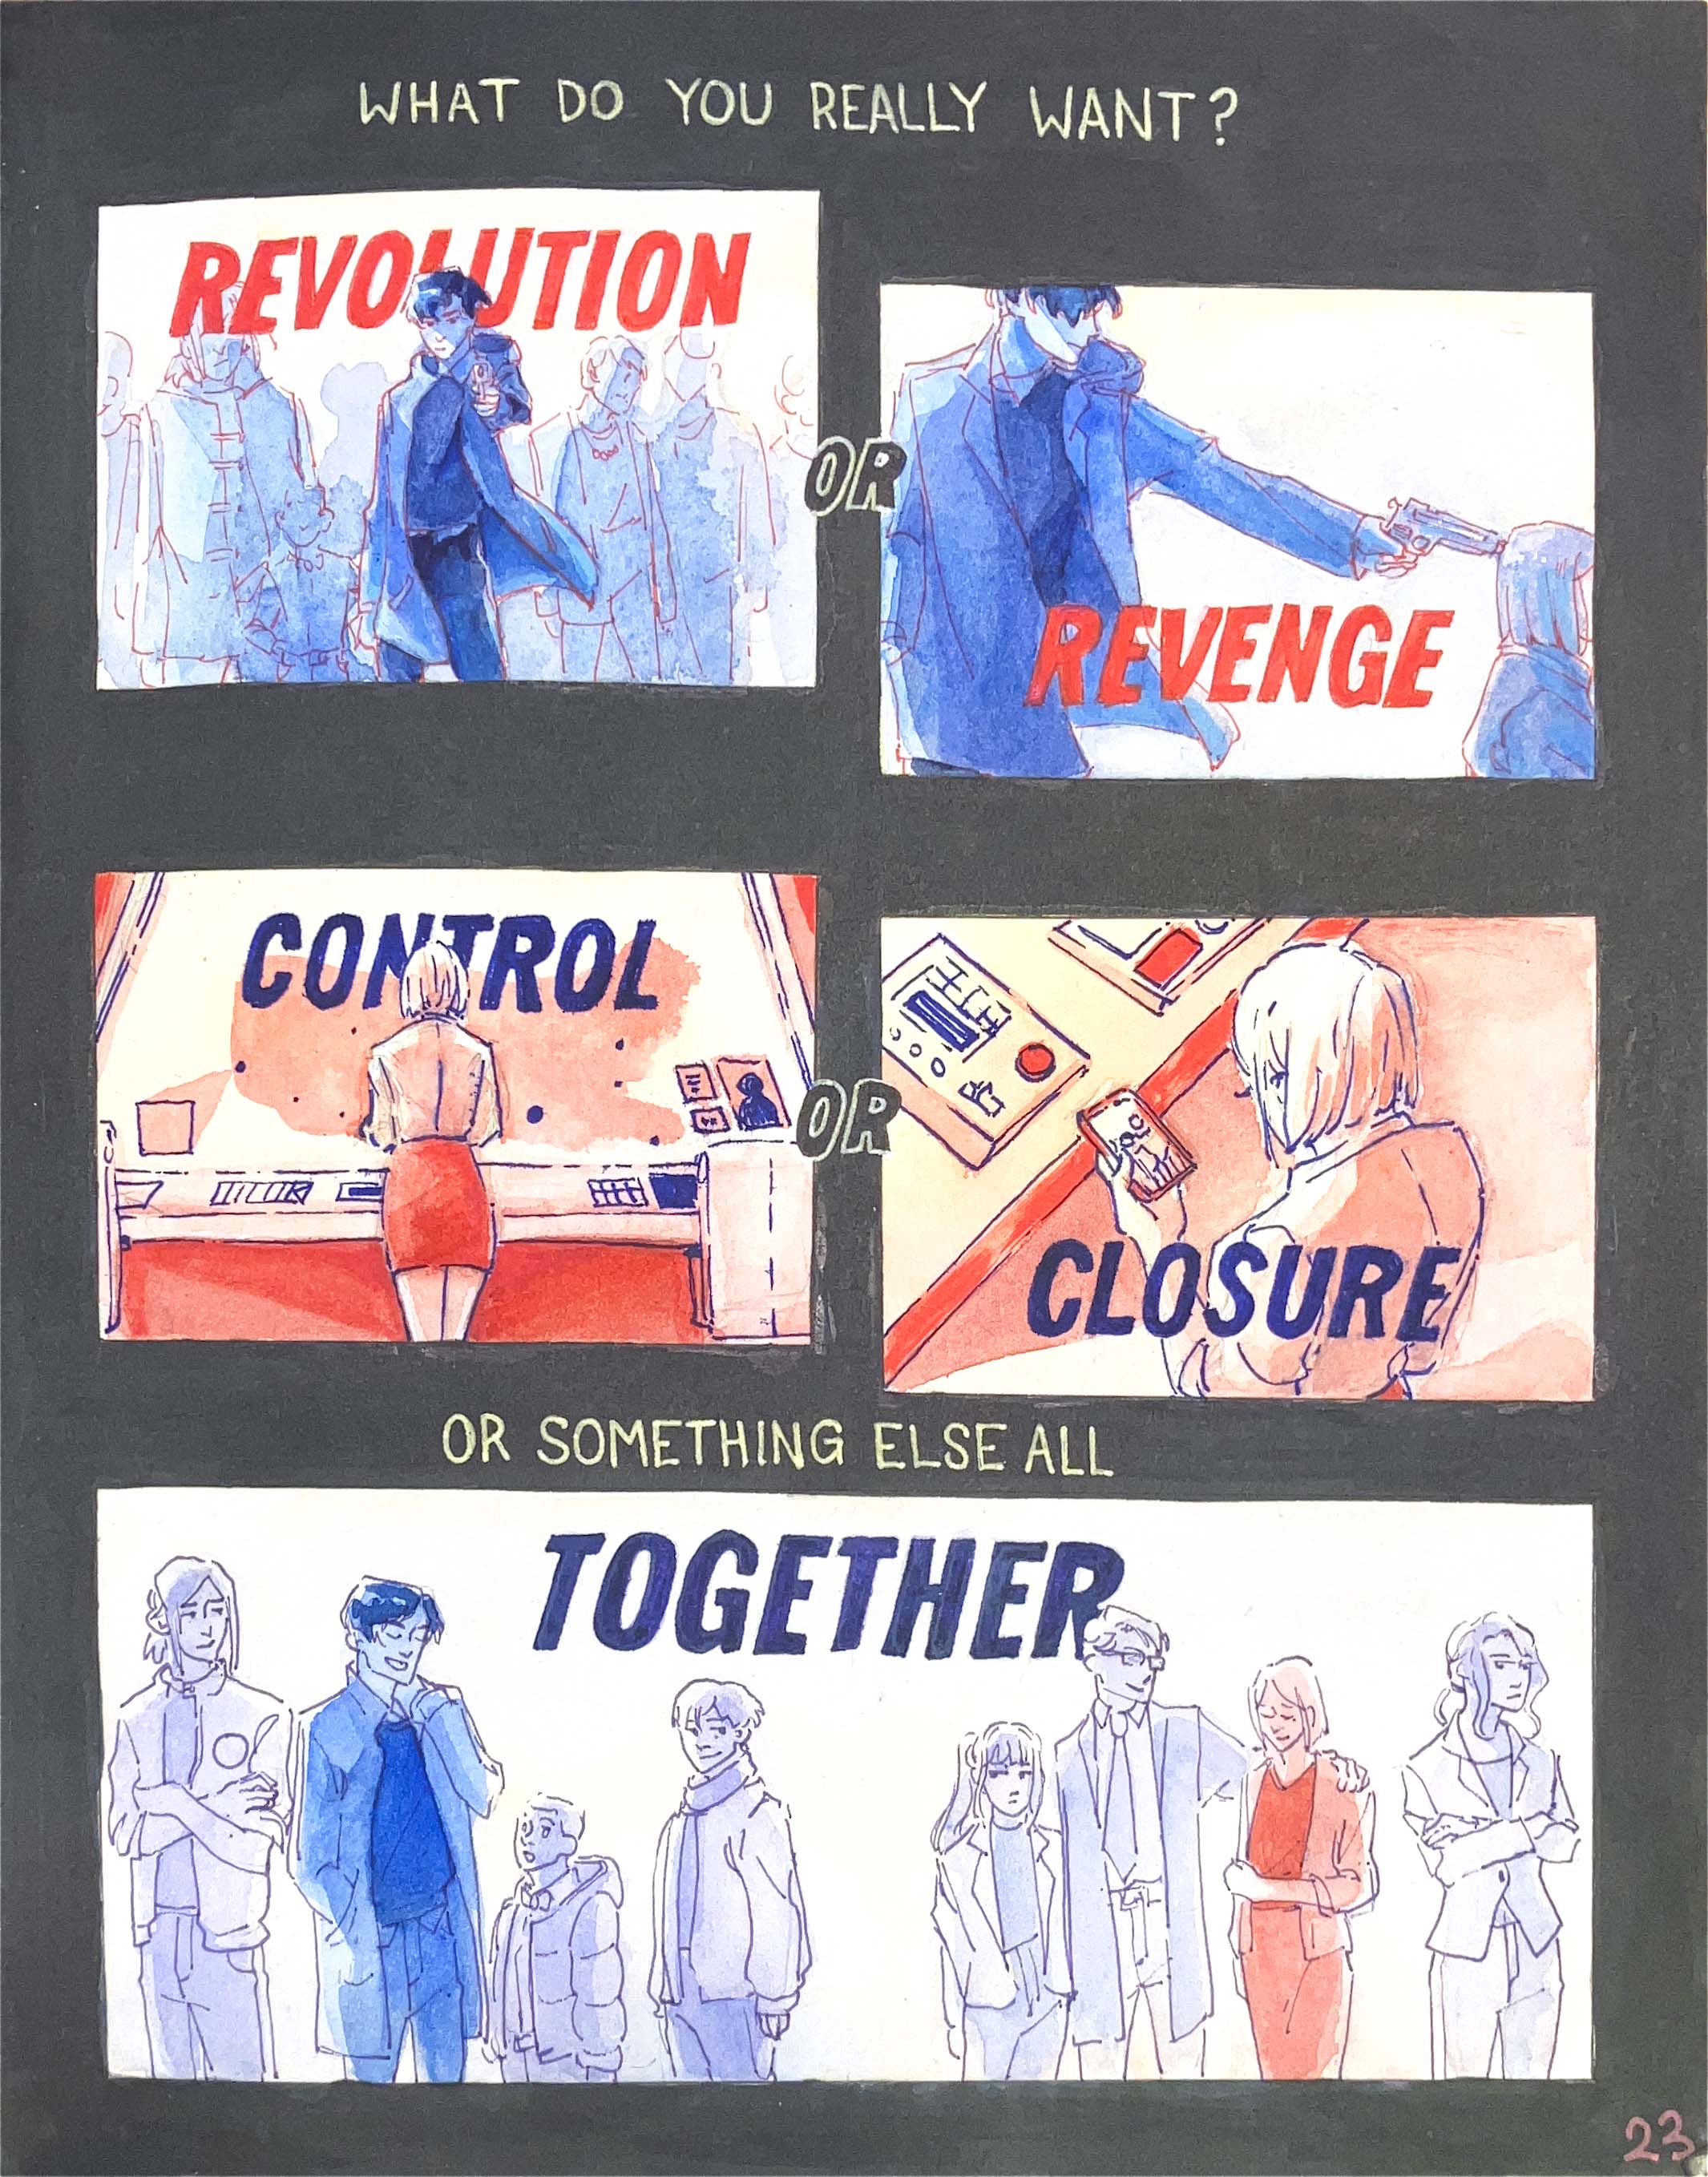 WHAT DO YOU REALLY WANT?
REVOLUTION
OR
REVENGE
CONTROL
OR
CLOSURE
OR SOMETHING ELSE ALL
TOGETHER
23